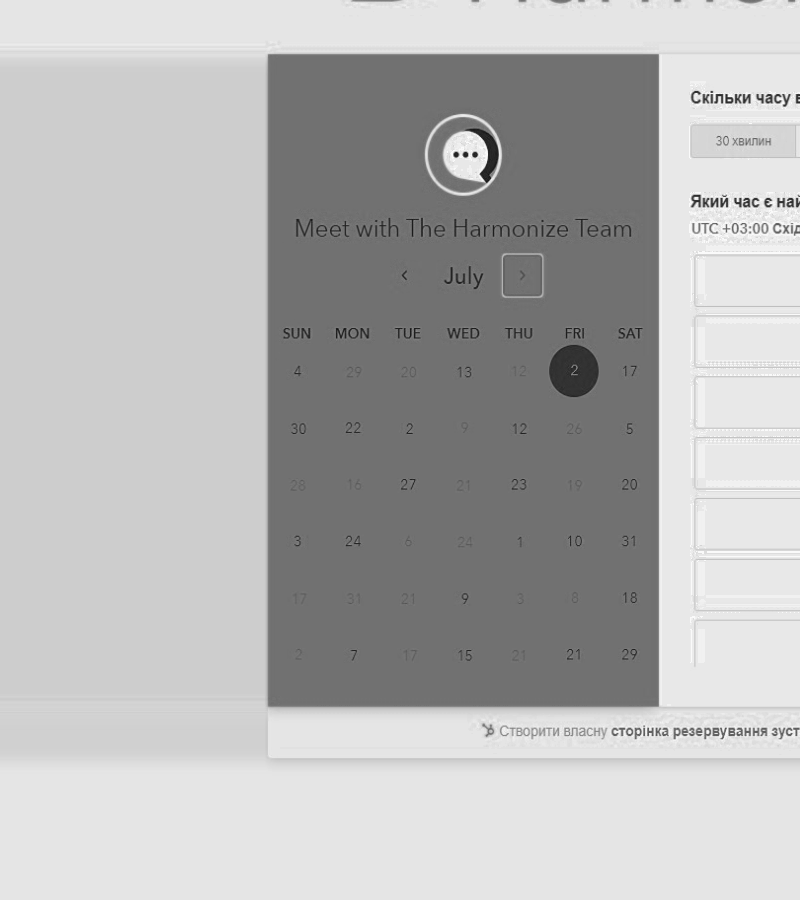 Скільки часу
30 хвилин
Meet with The Harmonize Team
Який час є
UTC +03:00
July
SUN MON TUE WED THU FRI SAT
4 29 20 13 12 2 17
30 22 2 9 12 26 5
28 16 27 21 23 19 20
3 24 6 24 1 10 31
17 31 21 9 3 8 18
2 7 17 15 21 21 29
Створити власну сторінка резервування